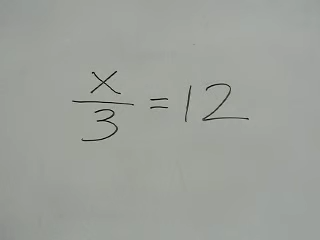 x/3 = 12